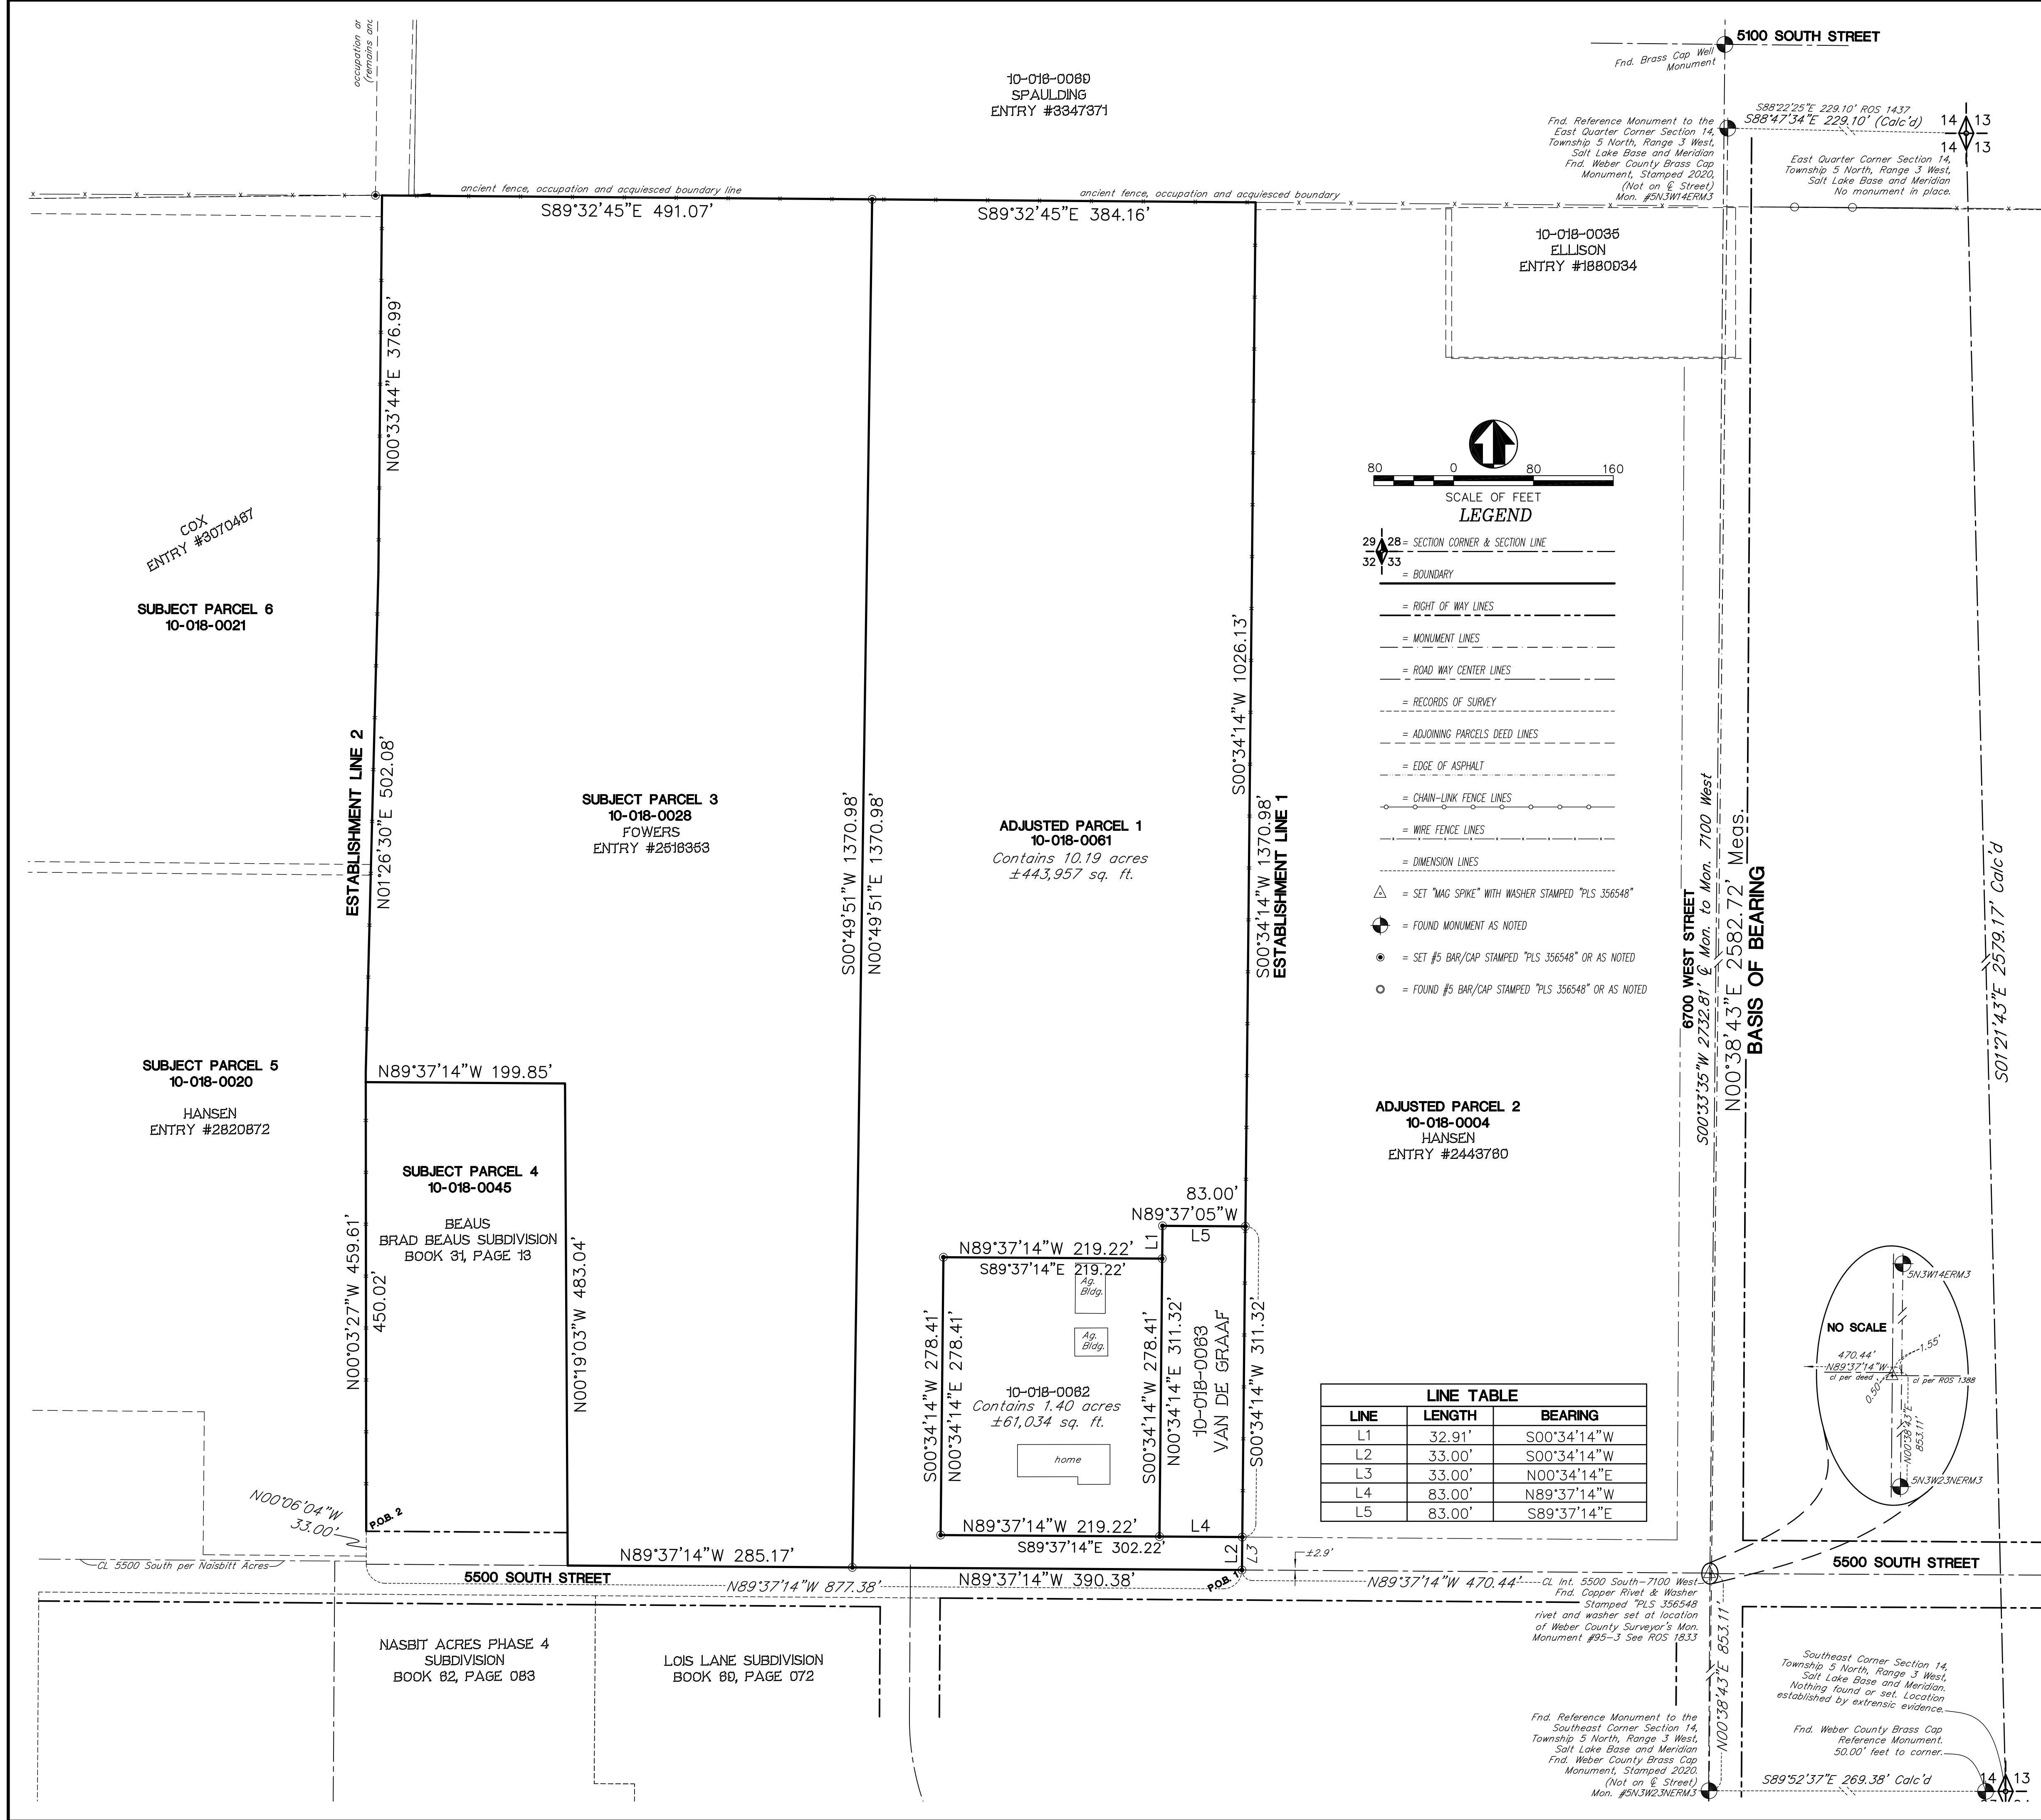 occupation ar
(remains and
10-018-0060
SPAULDING
ENTRY #3347371
5100 SOUTH STREET
Fnd. Brass Cap Well
Monument
S88°22'25"E 229.10' ROS 1437
S88°47'34"E 229.10' (Calc'd)
14 13
14 13
Fnd. Reference Monument to the
East Quarter Corner Section 14,
Township 5 North, Range 3 West,
Salt Lake Base and Meridian
Fnd. Weber County Brass Cap
Monument, Stamped 2020,
(Not on ℄ Street)
Mon. #5N3W14ERM3
East Quarter Corner Section 14,
Township 5 North, Range 3 West,
Salt Lake Base and Meridian
No monument in place.
ancient fence, occupation and acquiesced boundary line
ancient fence, occupation and acquiesced boundary
S89°32'45"E 491.07'
S89°32'45"E 384.16'
10-018-0035
ELLISON
ENTRY #1880934
N00°33'44"E 376.99'
COX
ENTRY #3070467
SUBJECT PARCEL 6
10-018-0021
ESTABLISHMENT LINE 2
N01°26'30"E 502.08'
SUBJECT PARCEL 3
10-018-0028
FOWERS
ENTRY #2516353
S00°49'51"W 1370.98'
N00°49'51"E 1370.98'
ADJUSTED PARCEL 1
10-018-0061
Contains 10.19 acres
±443,957 sq. ft.
S00°34'14"W 1026.13'
S00°34'14"W 1370.98'
ESTABLISHMENT LINE 1
80 0 80 160
SCALE OF FEET
LEGEND
29 28
32 33
= SECTION CORNER & SECTION LINE
= BOUNDARY
= RIGHT OF WAY LINES
= MONUMENT LINES
= ROAD WAY CENTER LINES
= RECORDS OF SURVEY
= ADJOINING PARCELS DEED LINES
= EDGE OF ASPHALT
= CHAIN-LINK FENCE LINES
= WIRE FENCE LINES
= DIMENSION LINES
= SET "MAG SPIKE" WITH WASHER STAMPED "PLS 356548"
= FOUND MONUMENT AS NOTED
= SET #5 BAR/CAP STAMPED "PLS 356548" OR AS NOTED
= FOUND #5 BAR/CAP STAMPED "PLS 356548" OR AS NOTED
6700 WEST STREET
S00°33'35"W 2732.81' ℄ Mon. to Mon. 7100 West
N00°38'43"E 2582.72' Meas.
BASIS OF BEARING
S01°21'43"E 2579.17' Calc'd
SUBJECT PARCEL 5
10-018-0020
HANSEN
ENTRY #2820872
N89°37'14"W 199.85'
SUBJECT PARCEL 4
10-018-0045
BEAUS
BRAD BEAUS SUBDIVISION
BOOK 31, PAGE 13
N00°03'27"W 459.61'
450.02'
N00°19'03"W 483.04'
ADJUSTED PARCEL 2
10-018-0004
HANSEN
ENTRY #2443760
83.00'
N89°37'05"W
L5
L1
N89°37'14"W 219.22'
S89°37'14"E 219.22'
Ag.
Bldg.
Ag.
Bldg.
S00°34'14"W 278.41'
N00°34'14"E 278.41'
10-018-0062
Contains 1.40 acres
±61,034 sq. ft.
home
S00°34'14"W 278.41'
N00°34'14"E 311.32'
10-018-0063
VAN DE GRAAF
S00°34'14"W 311.32'
N89°37'14"W 219.22'
L4
S89°37'14"E 302.22'
L2
L3
LINE TABLE
LINE LENGTH BEARING
L1 32.91' S00°34'14"W
L2 33.00' S00°34'14"W
L3 33.00' N00°34'14"E
L4 83.00' N89°37'14"W
L5 83.00' S89°37'14"E
5N3W14ERM3
NO SCALE
1.55'
470.44'
N89°37'14"W
cl per deed
cl per ROS 1388
0.50'
N00°38'43"E
853.11'
5N3W23NERM3
N00°06'04"W
33.00'
P.O.B. 2
CL 5500 South per Naisbitt Acres
N89°37'14"W 285.17'
5500 SOUTH STREET
N89°37'14"W 877.38'
N89°37'14"W 390.38'
P.O.B. 1
±2.9'
N89°37'14"W 470.44'
5500 SOUTH STREET
CL Int. 5500 South-7100 West
Fnd. Copper Rivet & Washer
Stamped "PLS 356548
rivet and washer set at location
of Weber County Surveyor's Mon.
Monument #95-3 See ROS 1833
NASBIT ACRES PHASE 4
SUBDIVISION
BOOK 62, PAGE 083
LOIS LANE SUBDIVISION
BOOK 60, PAGE 072
N00°38'43"E 853.11'
Southeast Corner Section 14,
Township 5 North, Range 3 West,
Salt Lake Base and Meridian.
Nothing found or set. Location
established by extrensic evidence.
Fnd. Reference Monument to the
Southeast Corner Section 14,
Township 5 North, Range 3 West,
Salt Lake Base and Meridian
Fnd. Weber County Brass Cap
Monument, Stamped 2020.
(Not on ℄ Street)
Mon. #5N3W23NERM3
Fnd. Weber County Brass Cap
Reference Monument.
50.00' feet to corner.
S89°52'37"E 269.38' Calc'd
14 13